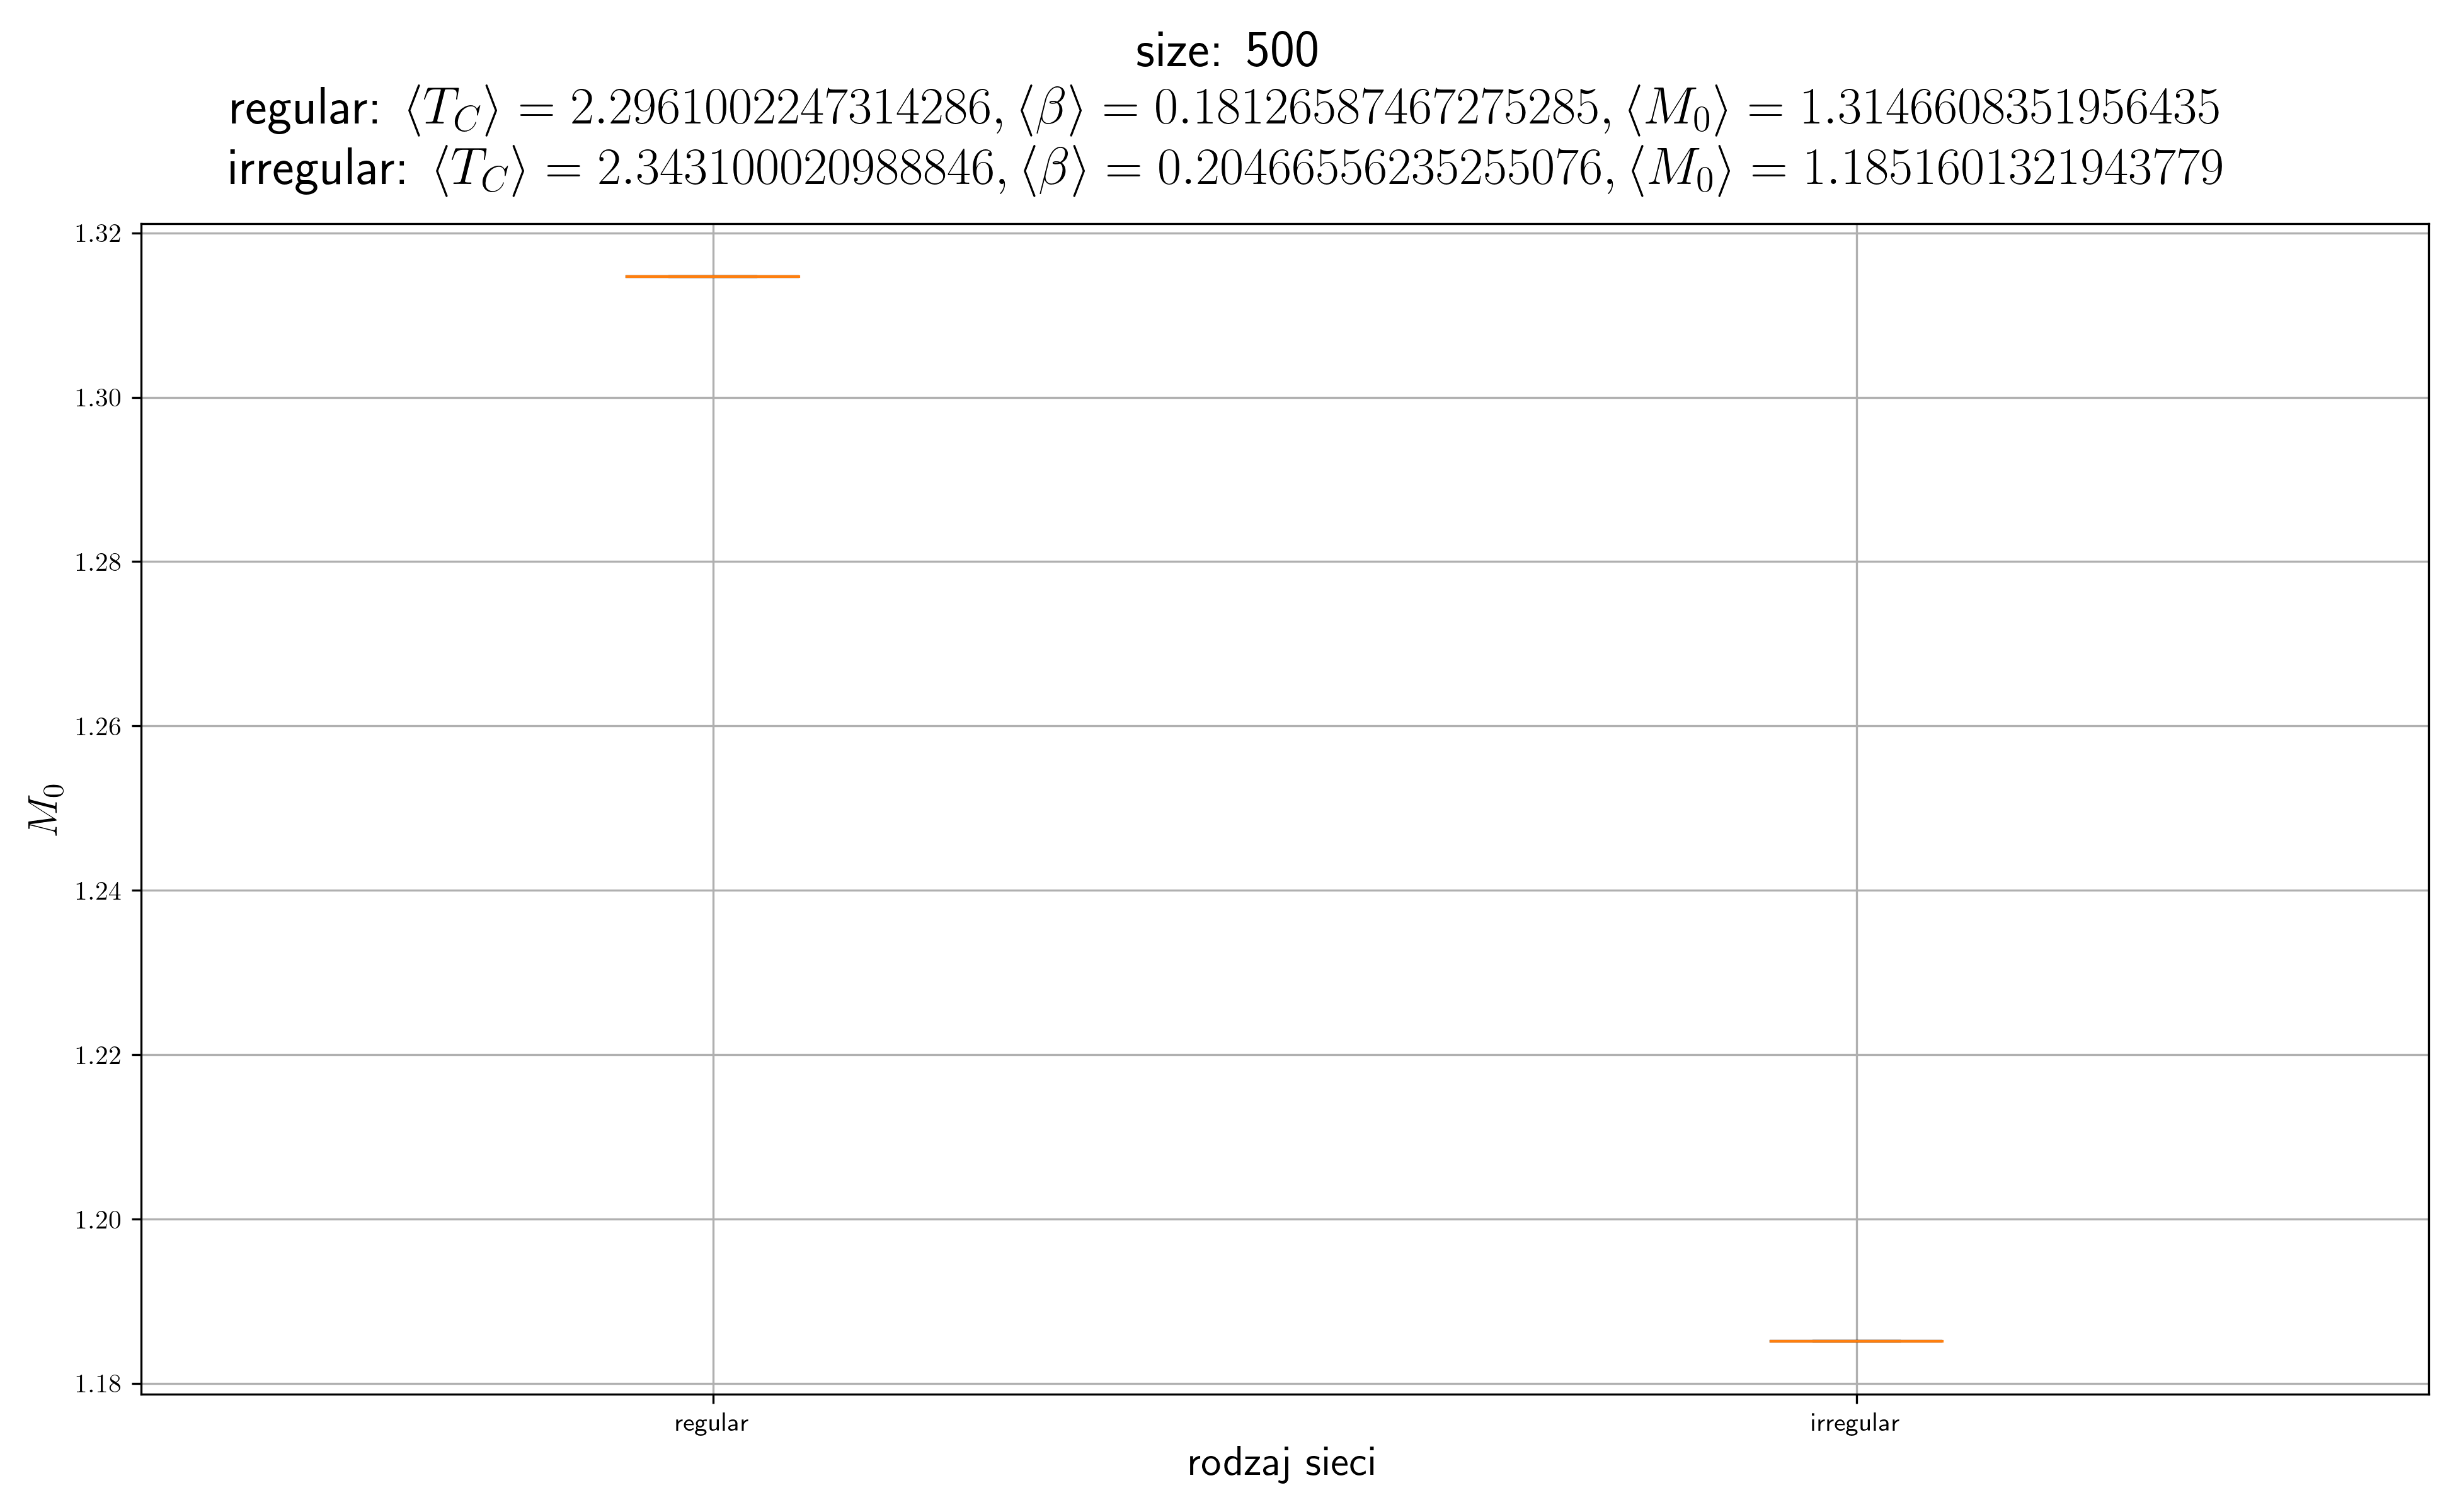 size: 500
regular: ⟨T_C⟩ = 2.2961002247314286, ⟨β⟩ = 0.18126587467275285, ⟨M_0⟩ = 1.3146608351956435
irregular: ⟨T_C⟩ = 2.343100020988846, ⟨β⟩ = 0.20466556235255076, ⟨M_0⟩ = 1.1851601321943779
1.32
1.30
1.28
1.26
1.24
1.22
1.20
1.18
M_0
regular
irregular
rodzaj sieci